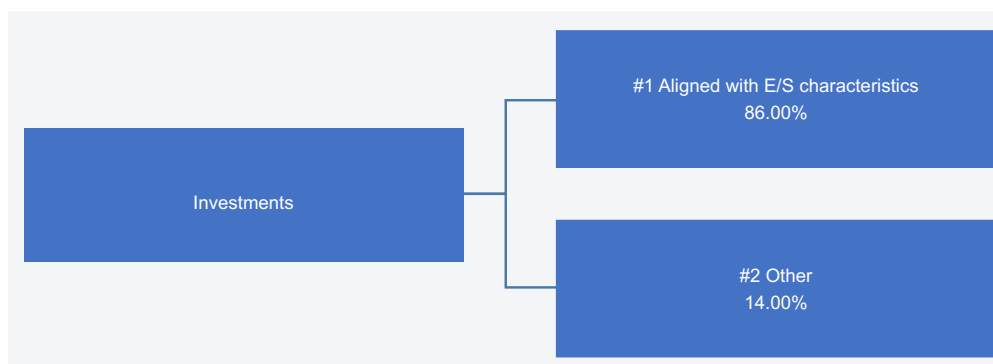 Investments
#1 Aligned with E/S characteristics
86.00%
#2 Other
14.00%